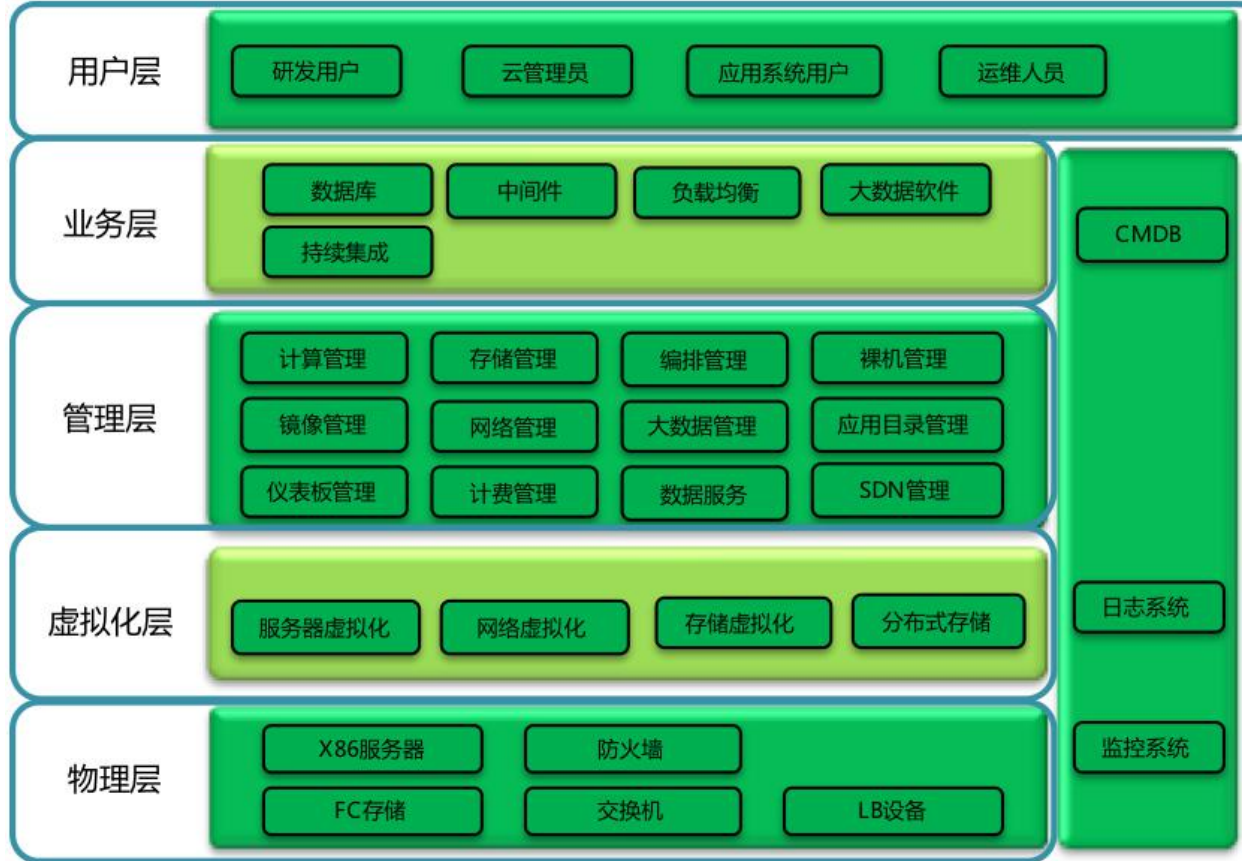 用户层
研发用户
云管理员
应用系统用户
运维人员
业务层
数据库
中间件
负载均衡
大数据软件
持续集成
管理层
计算管理
存储管理
编排管理
裸机管理
镜像管理
网络管理
大数据管理
应用目录管理
仪表板管理
计费管理
数据服务
SDN管理
虚拟化层
服务器虚拟化
网络虚拟化
存储虚拟化
分布式存储
物理层
X86服务器
防火墙
FC存储
交换机
LB设备
CMDB
日志系统
监控系统